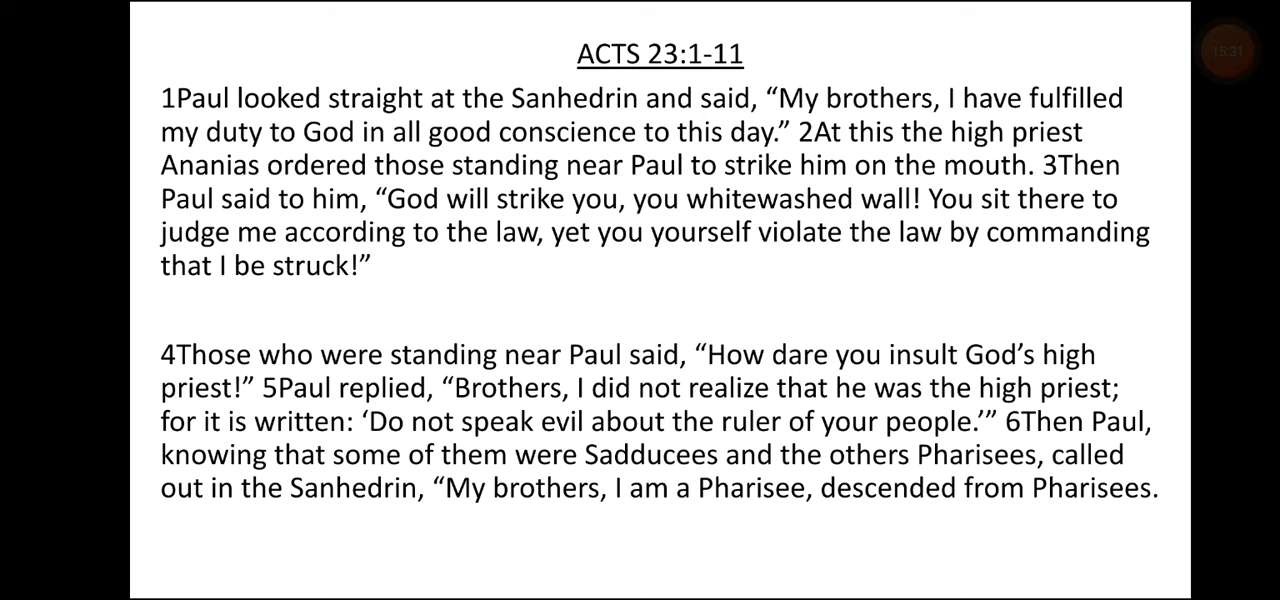 ACTS 23:1-11
1Paul looked straight at the Sanhedrin and said, “My brothers, I have fulfilled
my duty to God in all good conscience to this day.” 2At this the high priest
Ananias ordered those standing near Paul to strike him on the mouth. 3Then
Paul said to him, “God will strike you, you whitewashed wall! You sit there to
judge me according to the law, yet you yourself violate the law by commanding
that I be struck!”
4Those who were standing near Paul said, “How dare you insult God’s high
priest!” 5Paul replied, “Brothers, I did not realize that he was the high priest;
for it is written: ‘Do not speak evil about the ruler of your people.’” 6Then Paul,
knowing that some of them were Sadducees and the others Pharisees, called
out in the Sanhedrin, “My brothers, I am a Pharisee, descended from Pharisees.
15:31